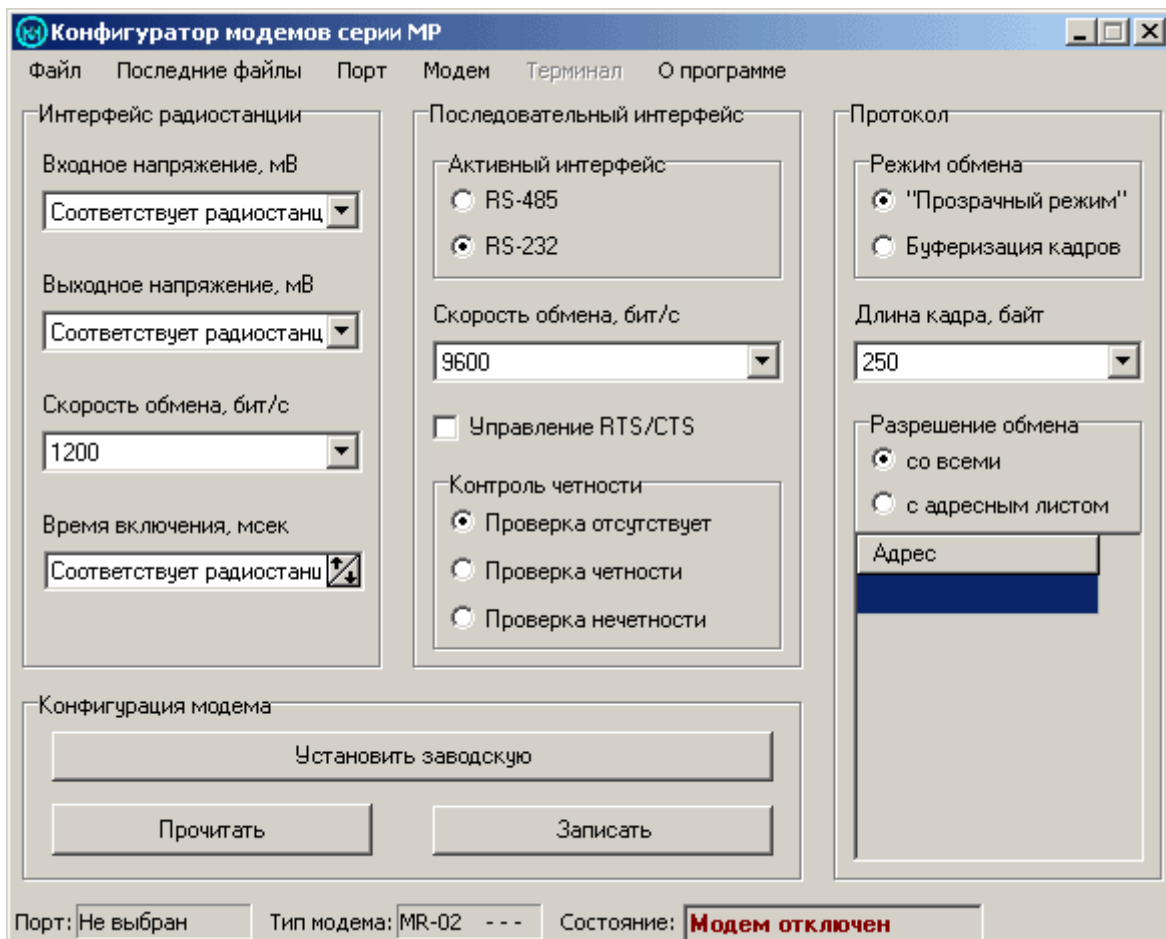 Конфигуратор модемов серии МР
Файл Последние файлы Порт Модем Терминал О программе
Интерфейс радиостанции
Входное напряжение, мВ
Соответствует радиостанц
Выходное напряжение, мВ
Соответствует радиостанц
Скорость обмена, бит/с
1200
Время включения, мсек
Соответствует радиостанц
Последовательный интерфейс
Активный интерфейс
RS-485
RS-232
Скорость обмена, бит/с
9600
Управление RTS/CTS
Контроль четности
Проверка отсутствует
Проверка четности
Проверка нечетности
Протокол
Режим обмена
"Прозрачный режим"
Буферизация кадров
Длина кадра, байт
250
Разрешение обмена
со всеми
с адресным листом
Адрес
Конфигурация модема
Установить заводскую
Прочитать Записать
Порт: Не выбран Тип модема: MR-02 --- Состояние: Модем отключен